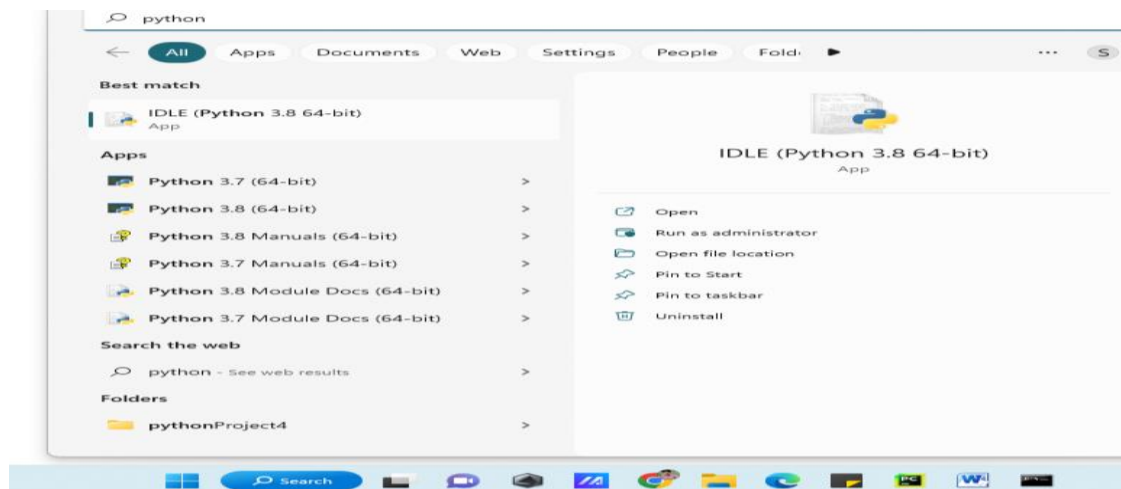 python
All Apps Documents Web Settings People Fold
S
Best match
IDLE (Python 3.8 64-bit)
App
Apps
Python 3.7 (64-bit)
Python 3.8 (64-bit)
Python 3.8 Manuals (64-bit)
Python 3.7 Manuals (64-bit)
Python 3.8 Module Docs (64-bit)
Python 3.7 Module Docs (64-bit)
Search the web
python - See web results
Folders
pythonProject4
IDLE (Python 3.8 64-bit)
App
Open
Run as administrator
Open file location
Pin to Start
Pin to taskbar
Uninstall
Search
PC
W